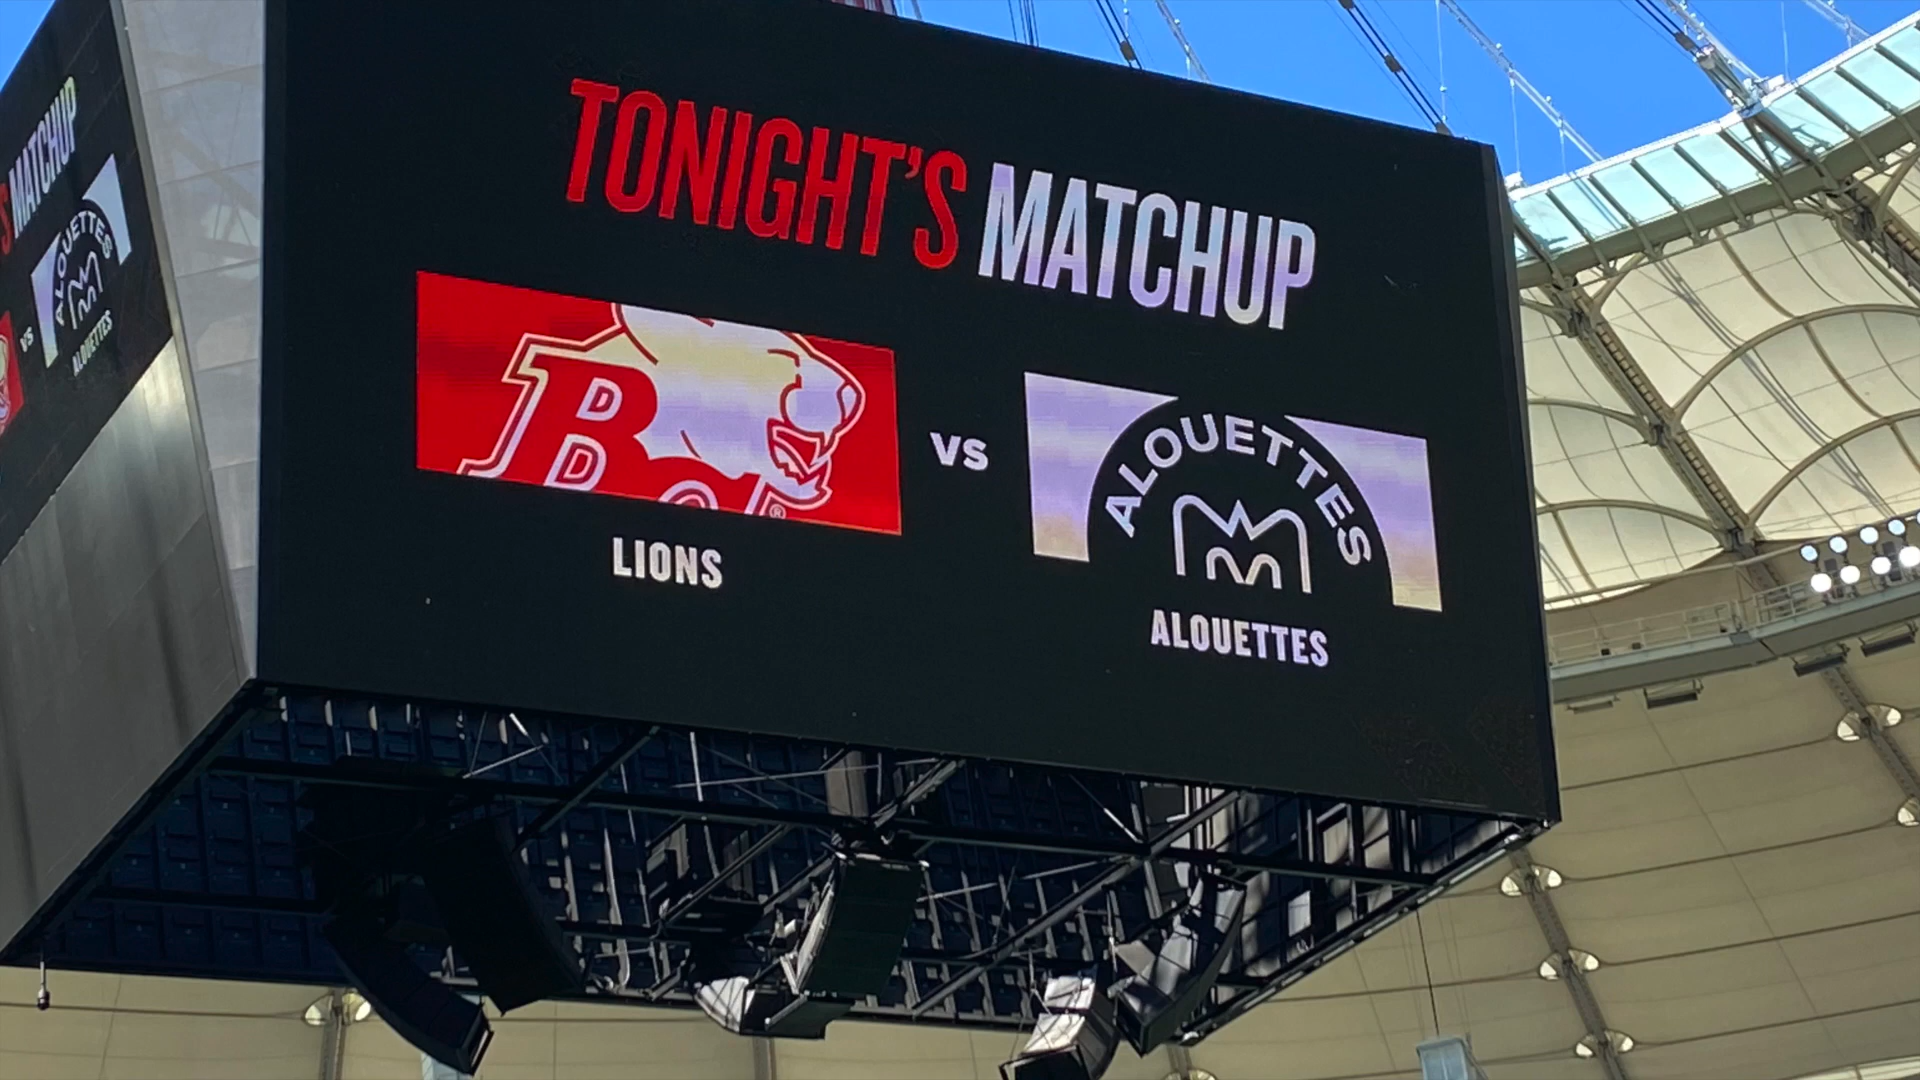 TONIGHT'S MATCHUP
BC
®
LIONS
VS
ALOUETTES
ALOUETTES
'S MATCHUP
VS
ALOUETTES
ALOUETTES